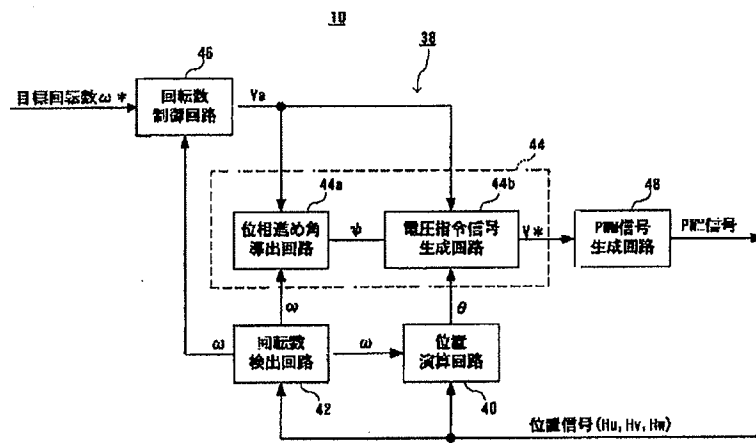 10
38
46
目標回転数ω*
回転数
制御回路
Va
44
44a
44b
48
位相進め角
導出回路
ψ
電圧指令信号
生成回路
V*
PWM信号
生成回路
PWM信号
ω
θ
ω
回転数
検出回路
ω
位置
演算回路
42
40
位置信号(Hu,Hv,Hw)